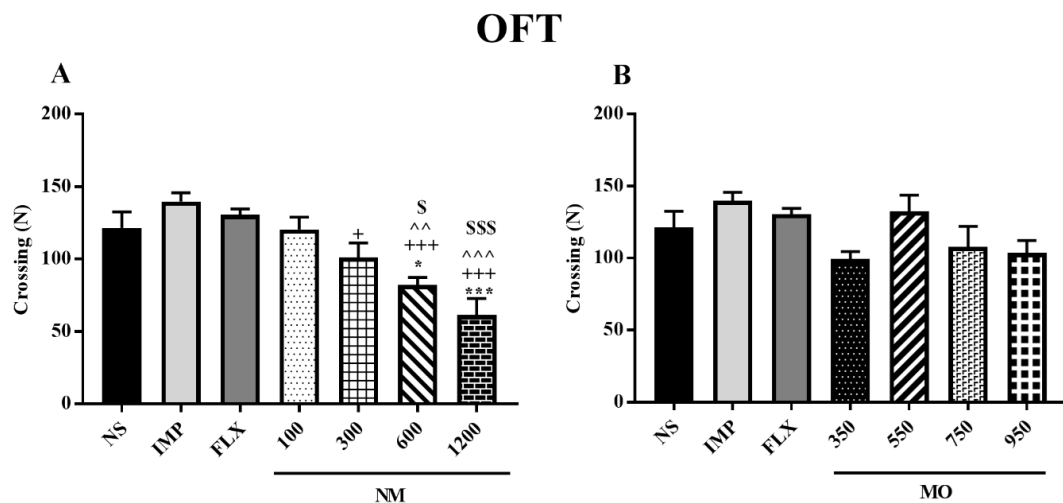 OFT
A
Crossing (N)
200
150
100
50
0
+
$
^^
+++
*
$$$
^^^
+++
***
NS
IMP
FLX
100
300
600
1200
NM
B
Crossing (N)
200
150
100
50
0
NS
IMP
FLX
350
550
750
950
MO